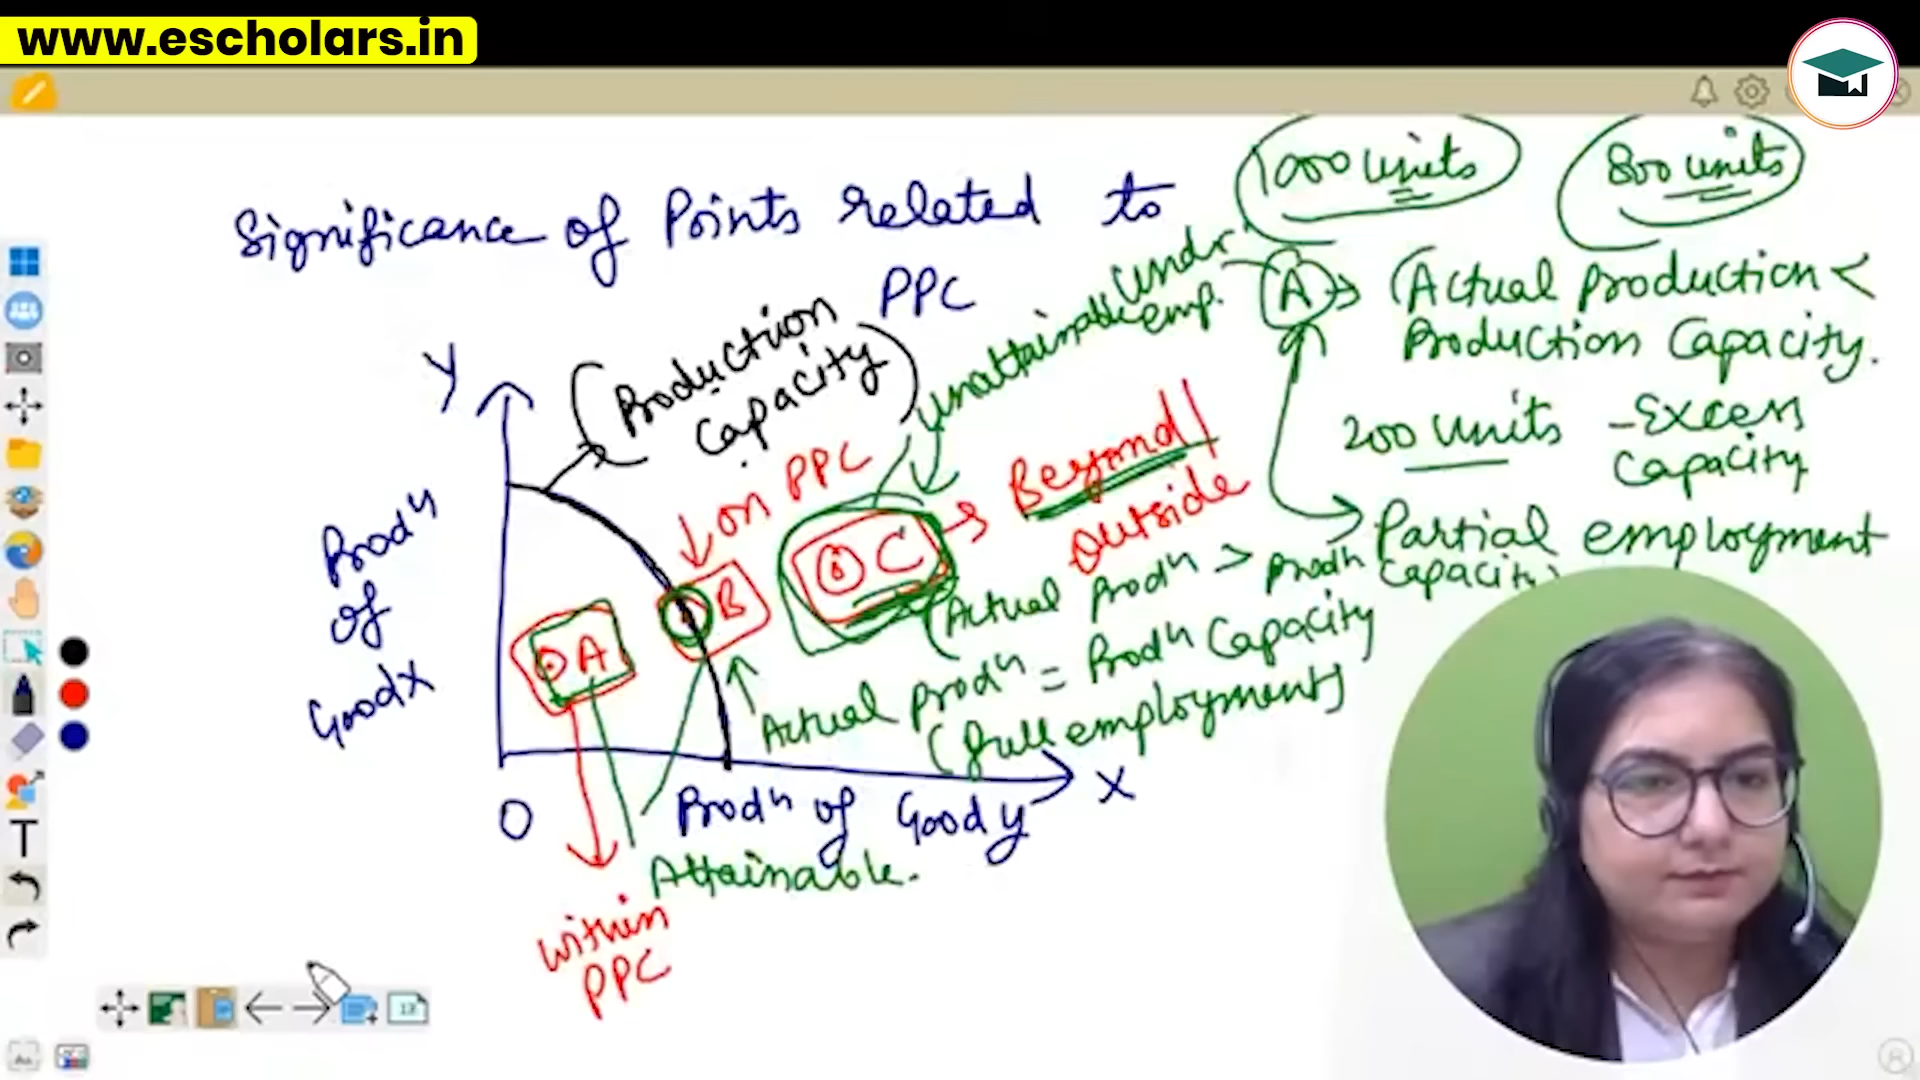 www.escholars.in
1000 units
800 units
Significance of Points related to
PPC
Under
emp.
A → (Actual Production <
Production Capacity.
200 units - Excess
Capacity
Partial employment
Y
(Production
Capacity)
Unattainable
on PPC
Beyond/
Outside
A
B
C
Prodⁿ
of
Good X
Actual Prodⁿ > Prodⁿ
Capacity
Actual Prodⁿ = Prodⁿ Capacity
(full employment)
O
Prodⁿ of Good y
X
Attainable.
within
PPC
T